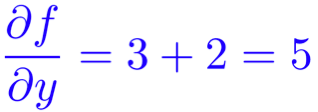 ∂f/∂y = 3 + 2 = 5